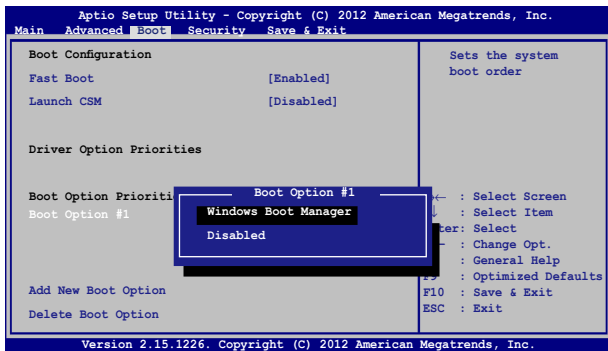 Aptio Setup Utility - Copyright (C) 2012 American Megatrends, Inc.
Main Advanced Boot Security Save & Exit
Boot Configuration
Fast Boot [Enabled]
Launch CSM [Disabled]
Driver Option Priorities
Boot Option Prioriti
Boot Option #1
Add New Boot Option
Delete Boot Option
Boot Option #1
Windows Boot Manager
Disabled
Sets the system
boot order
← : Select Screen
↓ : Select Item
ter: Select
- : Change Opt.
: General Help
F9 : Optimized Defaults
F10 : Save & Exit
ESC : Exit
Version 2.15.1226. Copyright (C) 2012 American Megatrends, Inc.